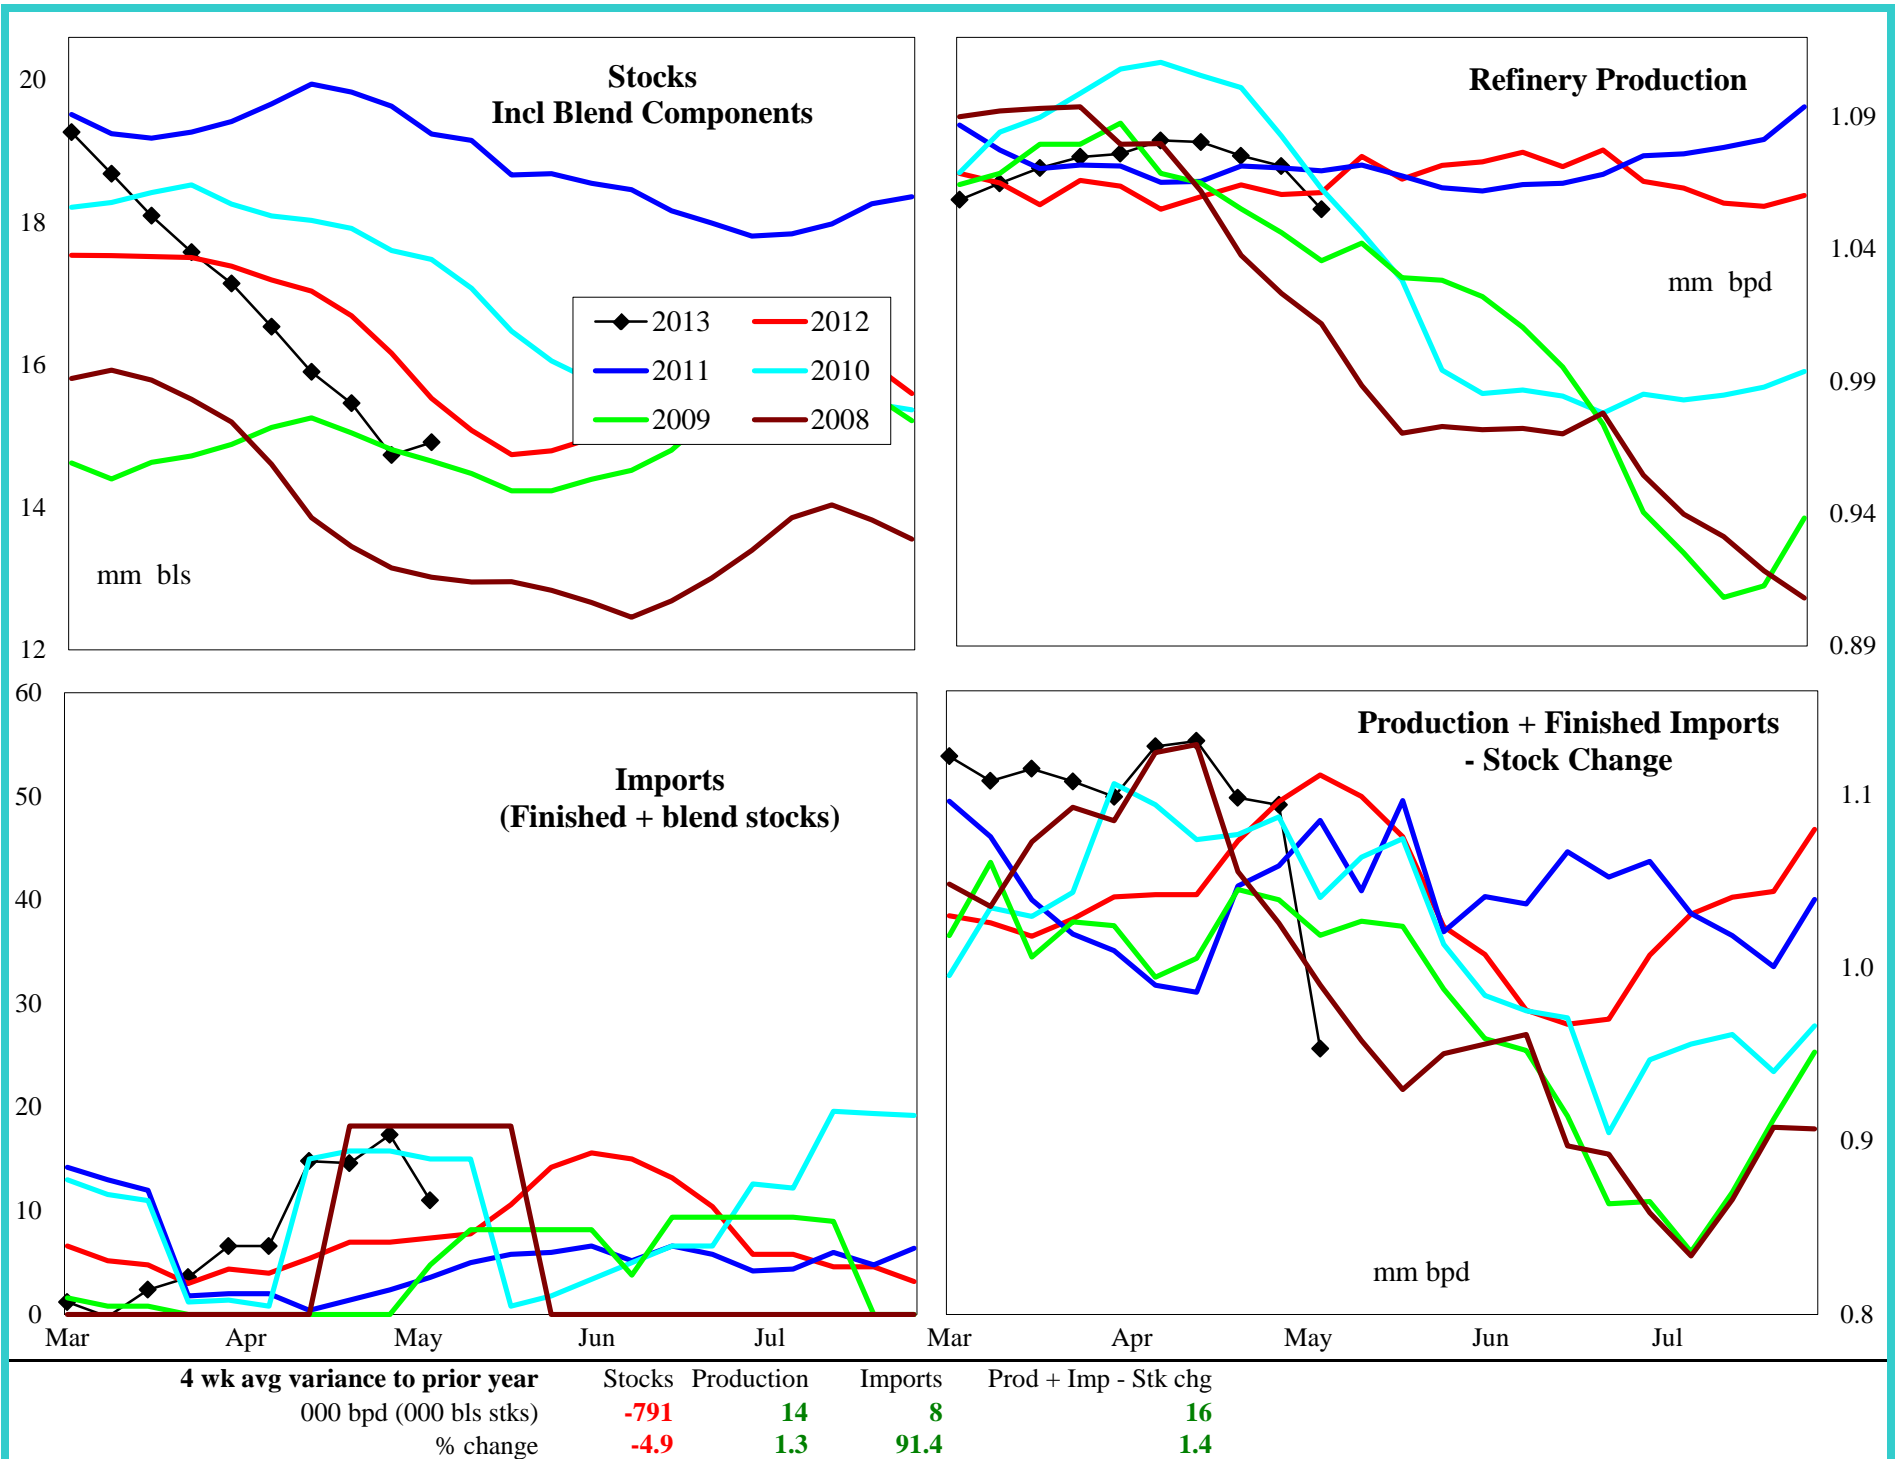 Stocks
Incl Blend Components
20
18
16
14
12
mm bls
2013
2012
2011
2010
2009
2008
Refinery Production
1.09
1.04
0.99
0.94
0.89
mm bpd
Imports
(Finished + blend stocks)
60
50
40
30
20
10
0
Mar Apr May Jun Jul
Production + Finished Imports
- Stock Change
1.1
1.0
0.9
0.8
mm bpd
Mar Apr May Jun Jul
4 wk avg variance to prior year Stocks Production Imports Prod + Imp - Stk chg
000 bpd (000 bls stks) -791 14 8 16
% change -4.9 1.3 91.4 1.4